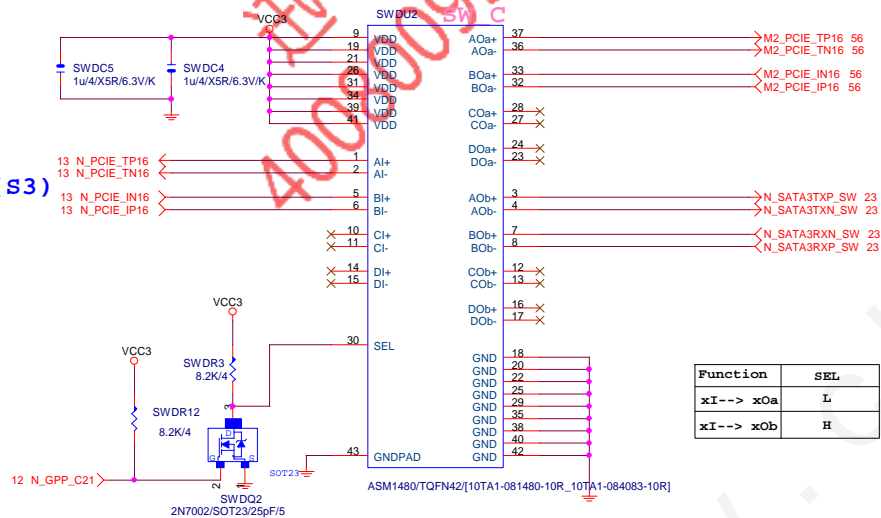 SWDU2
SW_C
VCC3
SWDC5
1u/4/X5R/6.3V/K
SWDC4
1u/4/X5R/6.3V/K
9 VDD
19 VDD
21 VDD
26 VDD
31 VDD
34 VDD
39 VDD
41 VDD
AOa+ 37 M2_PCIE_TP16 56
AOa- 36 M2_PCIE_TN16 56
BOa+ 33 M2_PCIE_IN16 56
BOa- 32 M2_PCIE_IP16 56
COa+ 28
COa- 27
DOa+ 24
DOa- 23
13 N_PCIE_TP16 1 AI+
13 N_PCIE_TN16 2 AI-
S3)
13 N_PCIE_IN16 5 BI+
13 N_PCIE_IP16 6 BI-
AOb+ 3 N_SATA3TXP_SW 23
AOb- 4 N_SATA3TXN_SW 23
BOb+ 7 N_SATA3RXN_SW 23
BOb- 8 N_SATA3RXP_SW 23
10 CI+
11 CI-
14 DI+
15 DI-
COb+ 12
COb- 13
DOb+ 16
DOb- 17
VCC3
VCC3
30 SEL
SWDR3
8.2K/4
SWDR12
8.2K/4
GND 18
GND 20
GND 22
GND 25
GND 29
GND 35
GND 38
GND 40
GND 42
43 GNDPAD
Function SEL
xI--> xOa L
xI--> xOb H
3
D
G S
2 1
SOT23
12 N_GPP_C21
SWDQ2
2N7002/SOT23/25pF/5
ASM1480/TQFN42/[10TA1-081480-10R_10TA1-084083-10R]
4008009